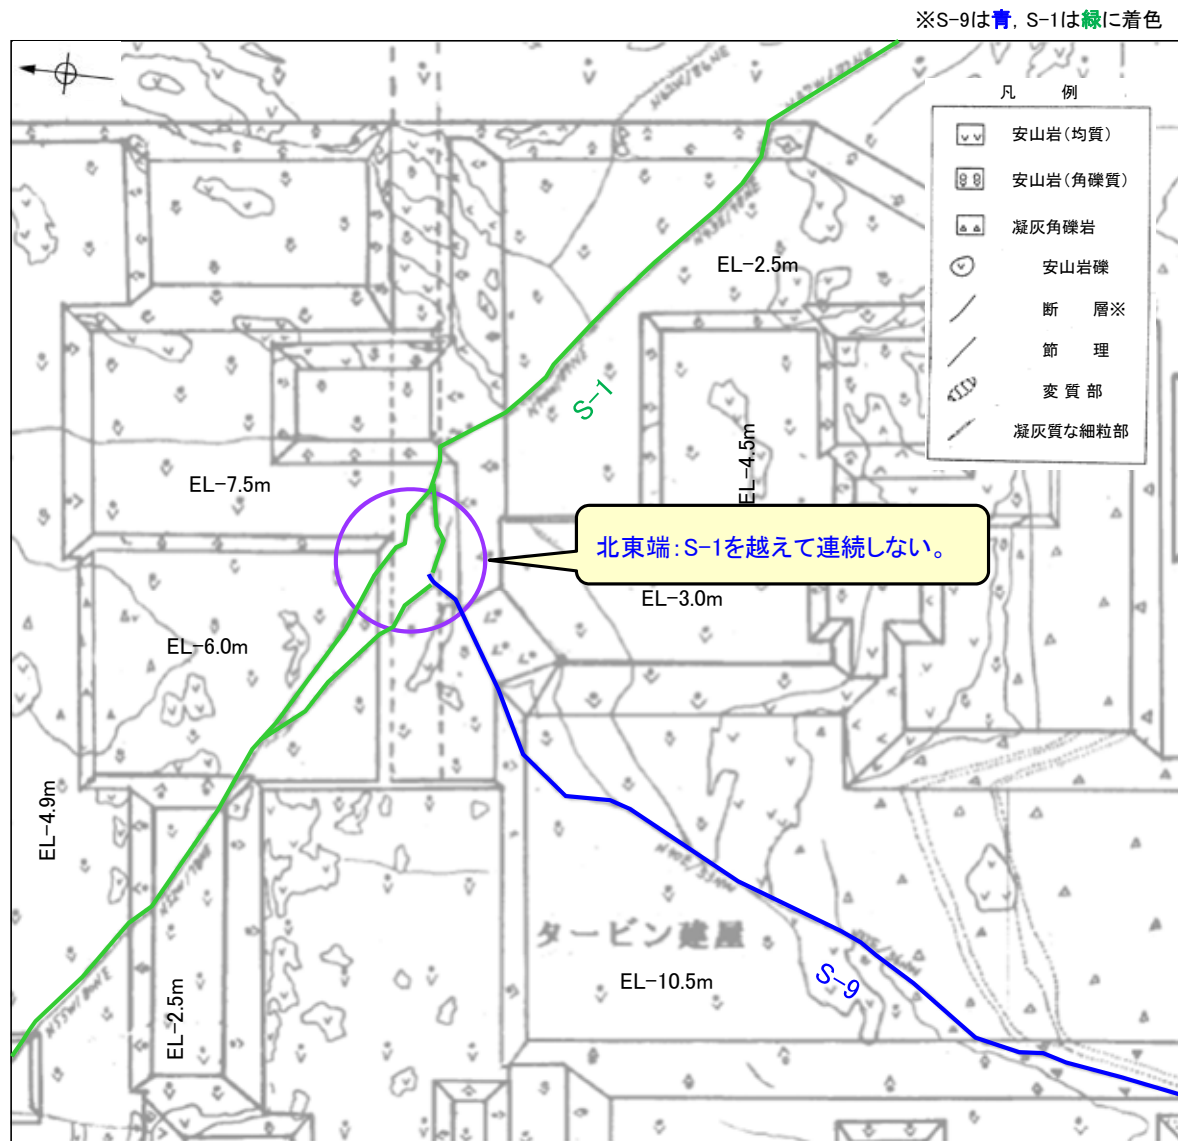 ※S-9は青, S-1は緑に着色
凡 例
安山岩(均質)
安山岩(角礫質)
凝灰角礫岩
安山岩礫
断 層※
節 理
変 質 部
凝灰質な細粒部
EL-2.5m
S-1
EL-4.5m
EL-7.5m
北東端:S-1を越えて連続しない。
EL-3.0m
EL-6.0m
EL-4.9m
タービン建屋
EL-10.5m
S-9
EL-2.5m